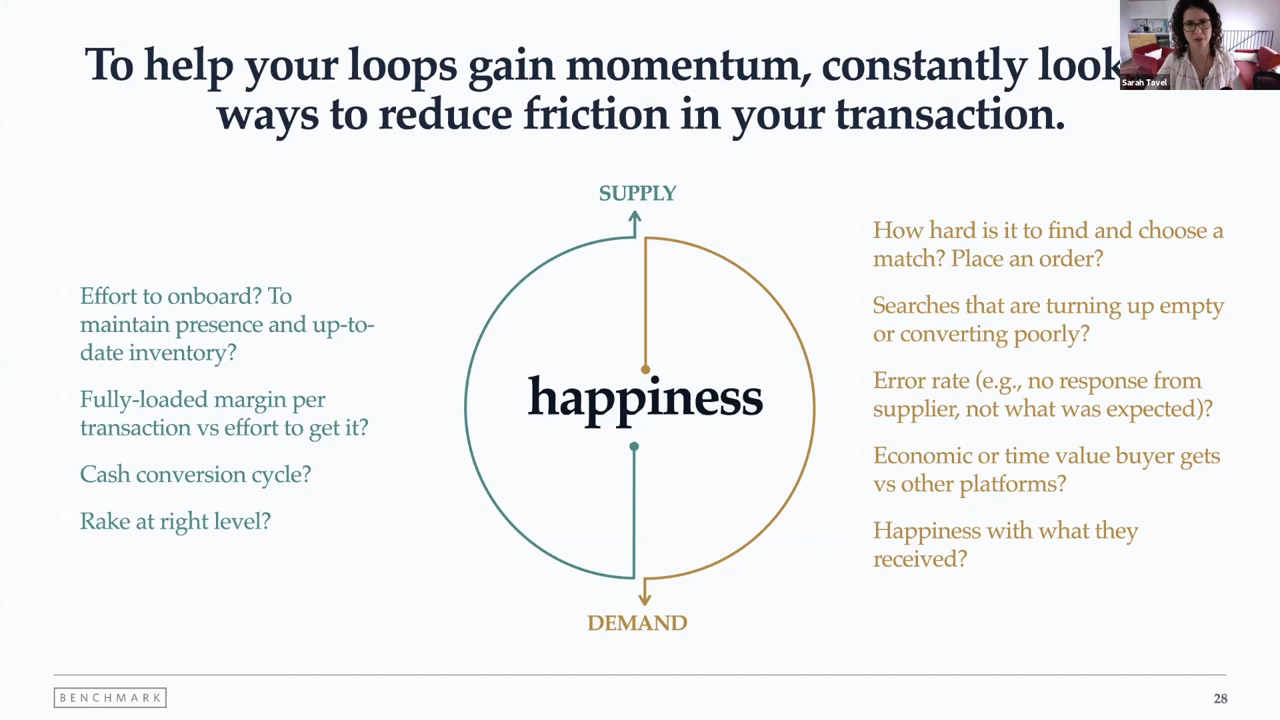 To help your loops gain momentum, constantly look
ways to reduce friction in your transaction.
Sarah Tavel
SUPPLY
Effort to onboard? To
maintain presence and up-to-
date inventory?
Fully-loaded margin per
transaction vs effort to get it?
Cash conversion cycle?
Rake at right level?
happiness
How hard is it to find and choose a
match? Place an order?
Searches that are turning up empty
or converting poorly?
Error rate (e.g., no response from
supplier, not what was expected)?
Economic or time value buyer gets
vs other platforms?
Happiness with what they
received?
DEMAND
BENCHMARK
28